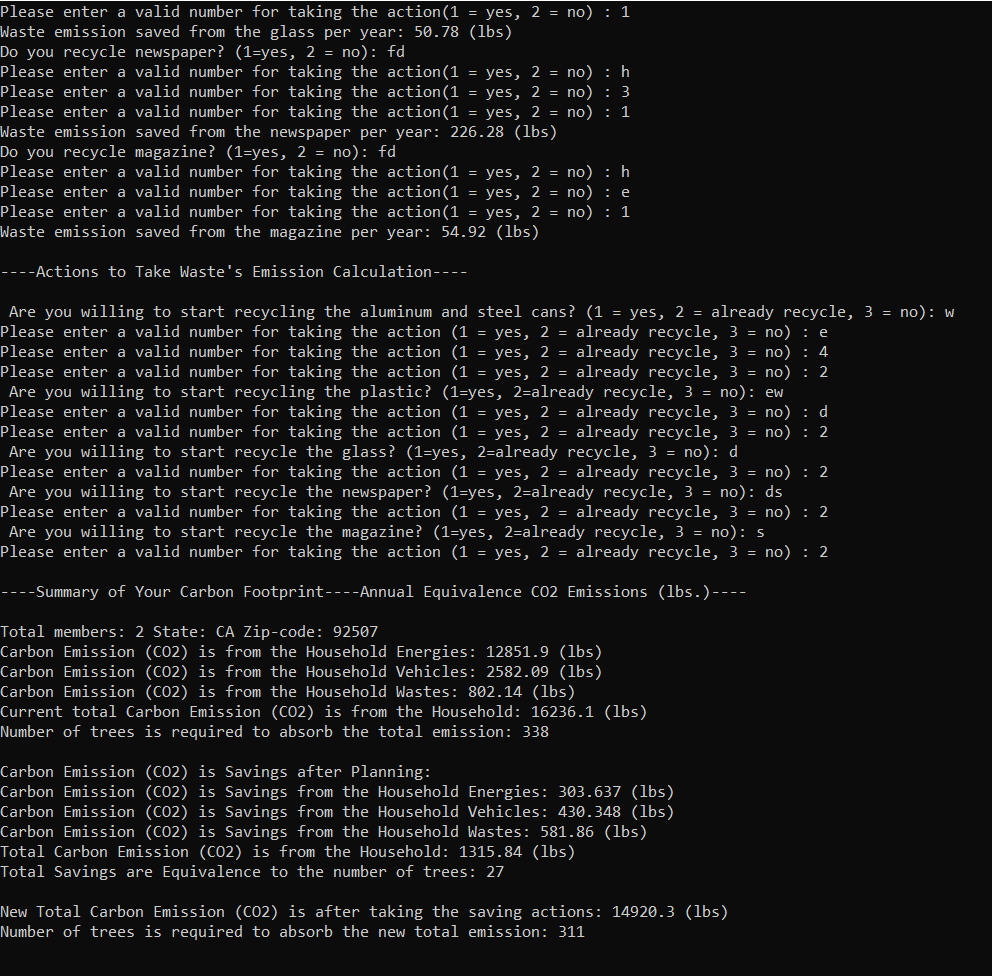 Please enter a valid number for taking the action(1 = yes, 2 = no) : 1
Waste emission saved from the glass per year: 50.78 (lbs)
Do you recycle newspaper? (1=yes, 2 = no): fd
Please enter a valid number for taking the action(1 = yes, 2 = no) : h
Please enter a valid number for taking the action(1 = yes, 2 = no) : 3
Please enter a valid number for taking the action(1 = yes, 2 = no) : 1
Waste emission saved from the newspaper per year: 226.28 (lbs)
Do you recycle magazine? (1=yes, 2 = no): fd
Please enter a valid number for taking the action(1 = yes, 2 = no) : h
Please enter a valid number for taking the action(1 = yes, 2 = no) : e
Please enter a valid number for taking the action(1 = yes, 2 = no) : 1
Waste emission saved from the magazine per year: 54.92 (lbs)
----Actions to Take Waste's Emission Calculation----
Are you willing to start recycling the aluminum and steel cans? (1 = yes, 2 = already recycle, 3 = no): w
Please enter a valid number for taking the action (1 = yes, 2 = already recycle, 3 = no) : e
Please enter a valid number for taking the action (1 = yes, 2 = already recycle, 3 = no) : 4
Please enter a valid number for taking the action (1 = yes, 2 = already recycle, 3 = no) : 2
Are you willing to start recycling the plastic? (1=yes, 2=already recycle, 3 = no): ew
Please enter a valid number for taking the action (1 = yes, 2 = already recycle, 3 = no) : d
Please enter a valid number for taking the action (1 = yes, 2 = already recycle, 3 = no) : 2
Are you willing to start recycle the glass? (1=yes, 2=already recycle, 3 = no): d
Please enter a valid number for taking the action (1 = yes, 2 = already recycle, 3 = no) : 2
Are you willing to start recycle the newspaper? (1=yes, 2=already recycle, 3 = no): ds
Please enter a valid number for taking the action (1 = yes, 2 = already recycle, 3 = no) : 2
Are you willing to start recycle the magazine? (1=yes, 2=already recycle, 3 = no): s
Please enter a valid number for taking the action (1 = yes, 2 = already recycle, 3 = no) : 2
----Summary of Your Carbon Footprint----Annual Equivalence CO2 Emissions (lbs.)----
Total members: 2 State: CA Zip-code: 92507
Carbon Emission (CO2) is from the Household Energies: 12851.9 (lbs)
Carbon Emission (CO2) is from the Household Vehicles: 2582.09 (lbs)
Carbon Emission (CO2) is from the Household Wastes: 802.14 (lbs)
Current total Carbon Emission (CO2) is from the Household: 16236.1 (lbs)
Number of trees is required to absorb the total emission: 338
Carbon Emission (CO2) is Savings after Planning:
Carbon Emission (CO2) is Savings from the Household Energies: 303.637 (lbs)
Carbon Emission (CO2) is Savings from the Household Vehicles: 430.348 (lbs)
Carbon Emission (CO2) is Savings from the Household Wastes: 581.86 (lbs)
Total Carbon Emission (CO2) is from the Household: 1315.84 (lbs)
Total Savings are Equivalence to the number of trees: 27
New Total Carbon Emission (CO2) is after taking the saving actions: 14920.3 (lbs)
Number of trees is required to absorb the new total emission: 311